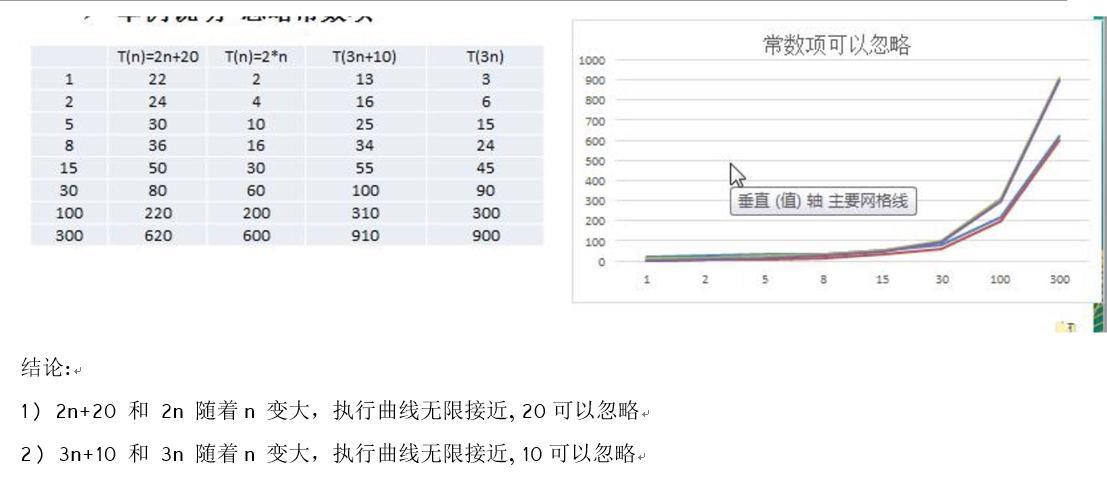 T(n)=2n+20 T(n)=2*n T(3n+10) T(3n)
1 22 2 13 3
2 24 4 16 6
5 30 10 25 15
8 36 16 34 24
15 50 30 55 45
30 80 60 100 90
100 220 200 310 300
300 620 600 910 900
常数项可以忽略
1000
900
800
700
600
500
400
300
200
100
0
垂直 (值) 轴 主要网格线
1 2 5 8 15 30 100 300
结论:
1) 2n+20 和 2n 随着n 变大，执行曲线无限接近, 20可以忽略
2) 3n+10 和 3n 随着n 变大，执行曲线无限接近, 10可以忽略